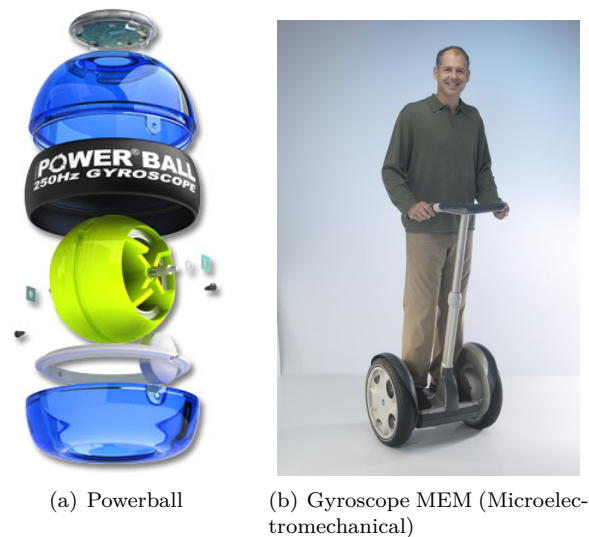 POWER® BALL
250Hz GYROSCOPE
(a) Powerball
(b) Gyroscope MEM (Microelec-
tromechanical)